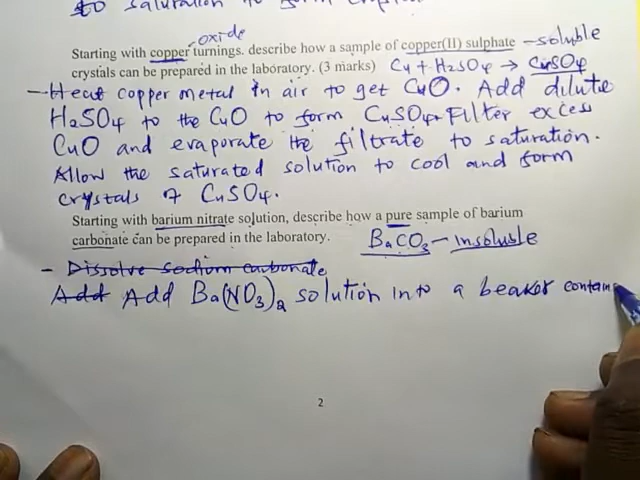 to saturation to form crystals
oxide
Starting with copper turnings. describe how a sample of copper(II) sulphate - soluble
crystals can be prepared in the laboratory. (3 marks) Cu + H2SO4 → CuSO4
- Heat copper metal in air to get CuO. Add dilute
H2SO4 to the CuO to form CuSO4. Filter excess
CuO and evaporate the filtrate to saturation.
Allow the saturated solution to cool and form
crystals of CuSO4.
Starting with barium nitrate solution, describe how a pure sample of barium
carbonate can be prepared in the laboratory. BaCO3 - insoluble
- Dissolve sodium carbonate
Add Add Ba(NO3)2 solution into a beaker contain
2